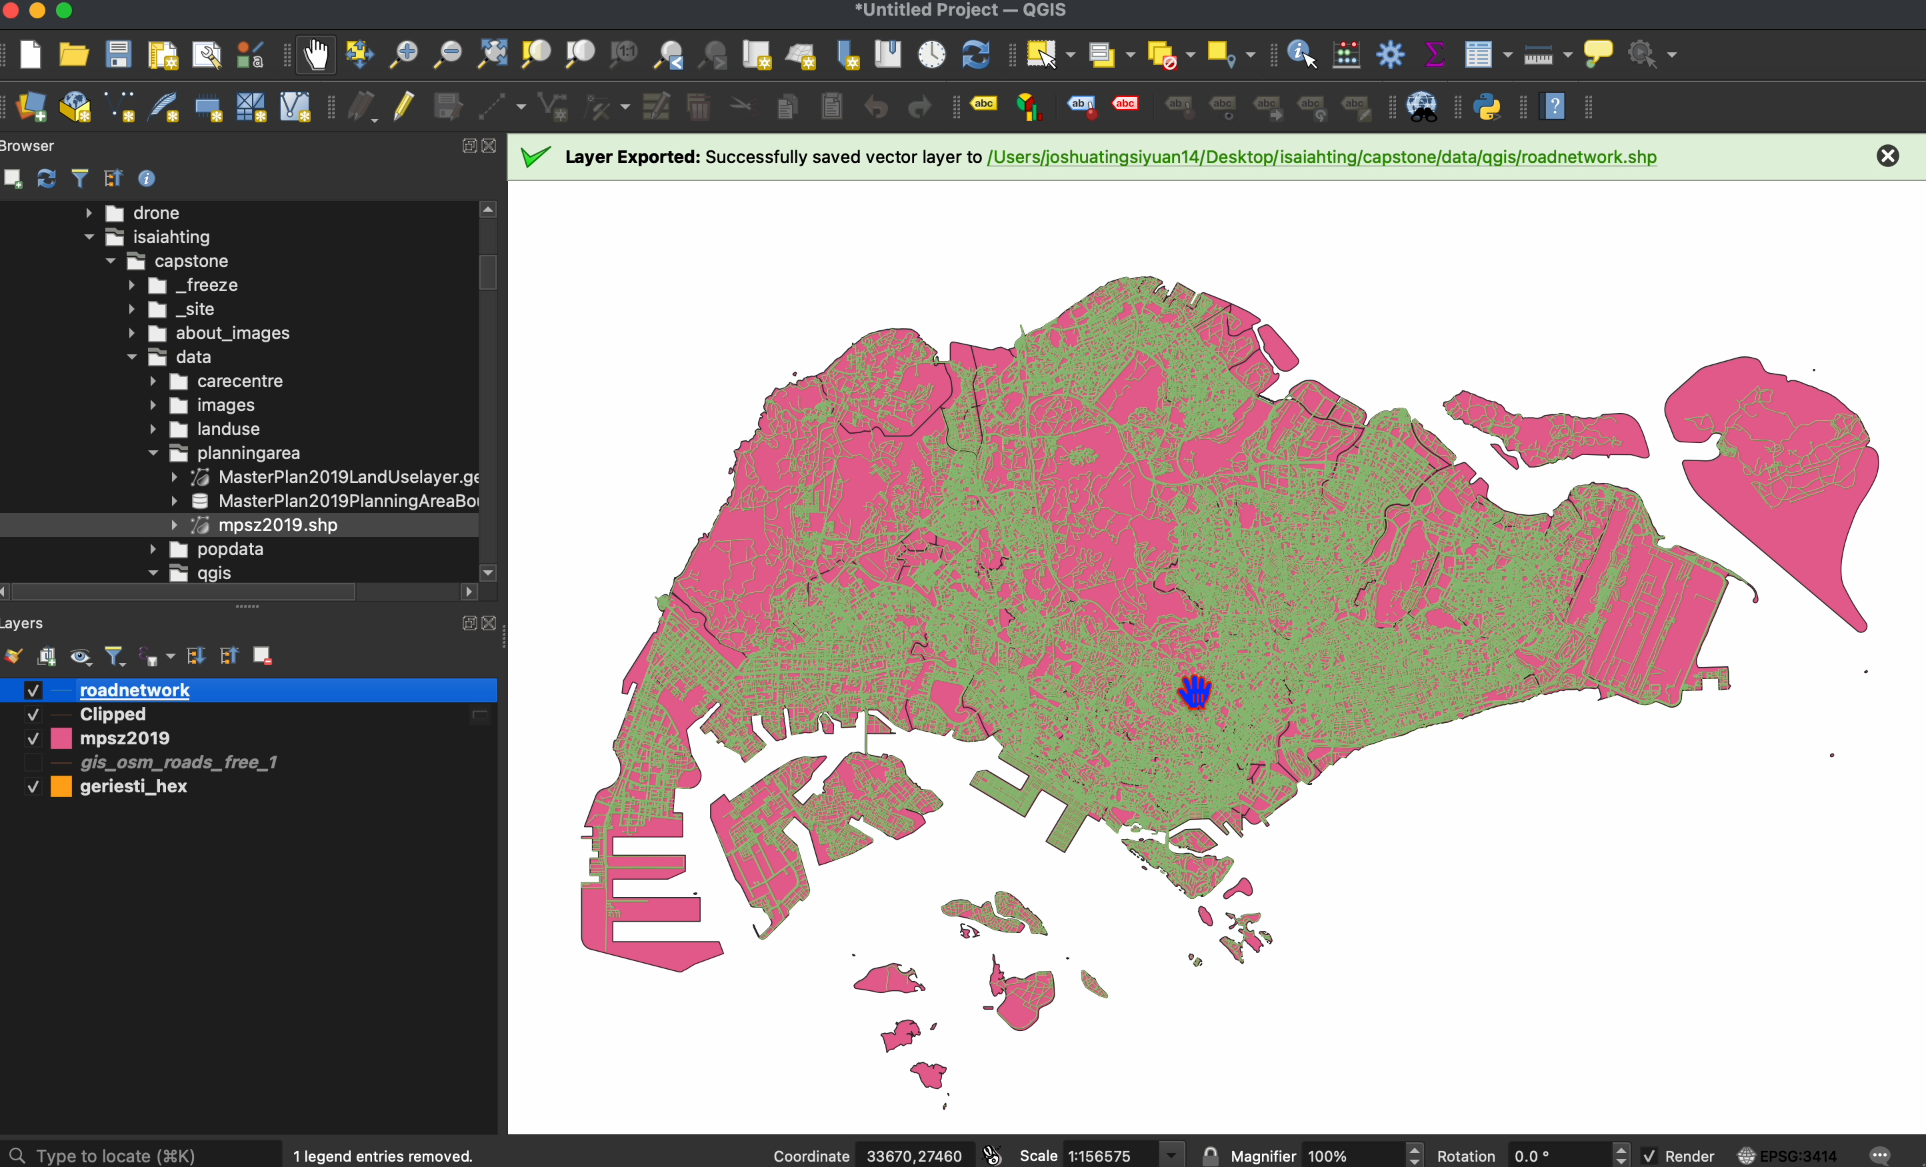 *Untitled Project — QGIS
Browser
Layer Exported: Successfully saved vector layer to /Users/joshuatingsiyuan14/Desktop/isaiahting/capstone/data/qgis/roadnetwork.shp
drone
isaiahting
capstone
_freeze
_site
about_images
data
carecentre
images
landuse
planningarea
MasterPlan2019LandUselayer.ge
MasterPlan2019PlanningAreaBou
mpsz2019.shp
popdata
qgis
Layers
roadnetwork
Clipped
mpsz2019
gis_osm_roads_free_1
geriesti_hex
Type to locate (⌘K)
1 legend entries removed.
Coordinate 33670,27460 Scale 1:156575 Magnifier 100% Rotation 0.0 ° Render EPSG:3414